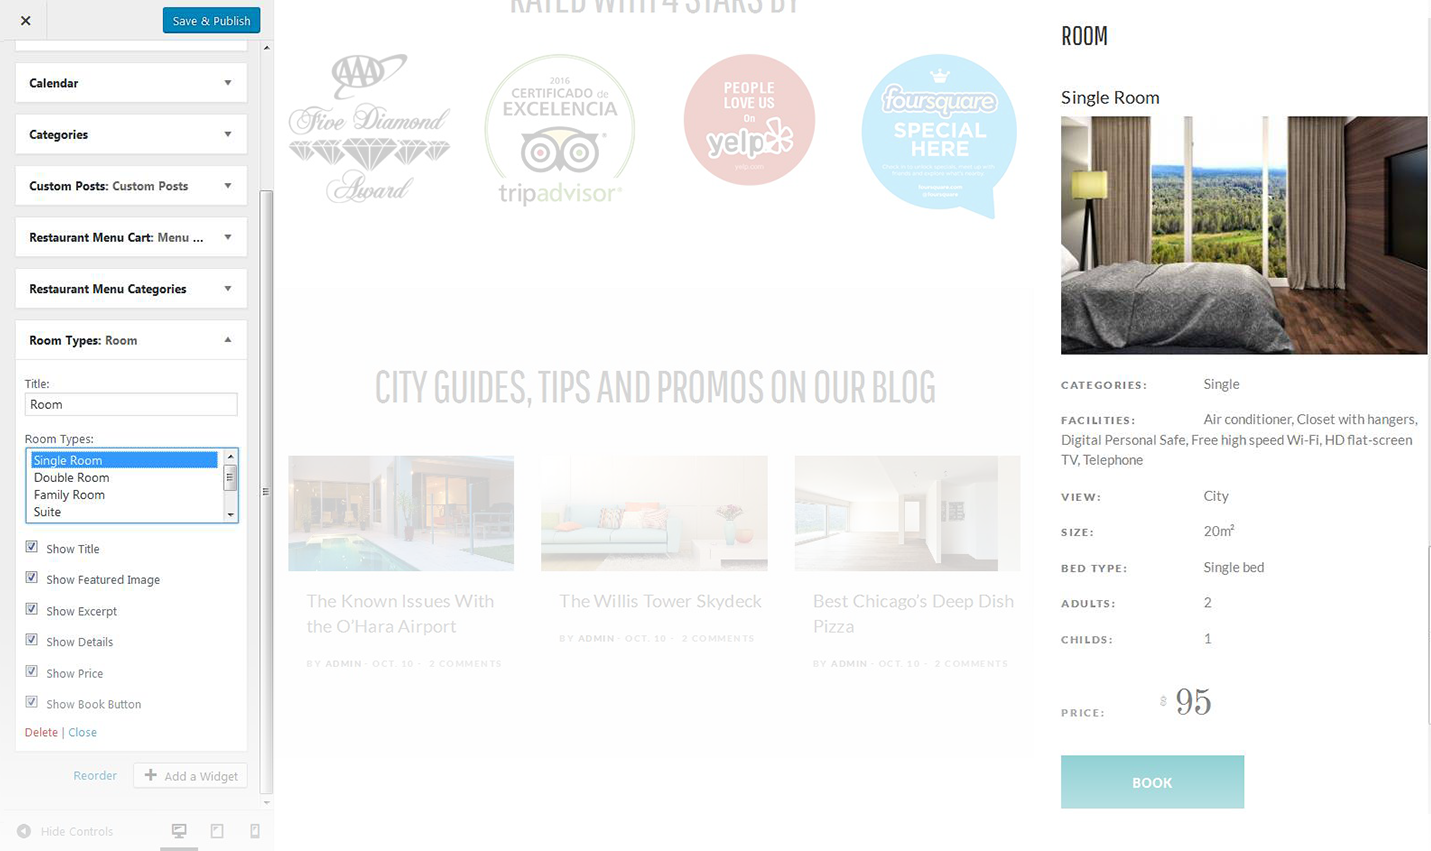 Save & Publish
Calendar
Categories
Custom Posts: Custom Posts
Restaurant Menu Cart: Menu ...
Restaurant Menu Categories
Room Types: Room
Title:
Room
Room Types:
Single Room
Double Room
Family Room
Suite
Show Title
Show Featured Image
Show Excerpt
Show Details
Show Price
Show Book Button
Delete | Close
Reorder
Add a Widget
Hide Controls
RATED WITH 4 STARS BY
AAA
Five Diamond
Award
2016
CERTIFICADO de
EXCELENCIA
tripadvisor®
PEOPLE
LOVE US
On
yelp
yelp.com
foursquare
SPECIAL
HERE
foursquare.com
@foursquare
CITY GUIDES, TIPS AND PROMOS ON OUR BLOG
The Known Issues With
the O'Hara Airport
BY ADMIN · OCT. 10 · 2 COMMENTS
The Willis Tower Skydeck
BY ADMIN · OCT. 10 · 2 COMMENTS
Best Chicago's Deep Dish
Pizza
BY ADMIN · OCT. 10 · 2 COMMENTS
ROOM
Single Room
CATEGORIES: Single
FACILITIES: Air conditioner, Closet with hangers,
Digital Personal Safe, Free high speed Wi-Fi, HD flat-screen
TV, Telephone
VIEW: City
SIZE: 20m²
BED TYPE: Single bed
ADULTS: 2
CHILDS: 1
PRICE: $ 95
BOOK